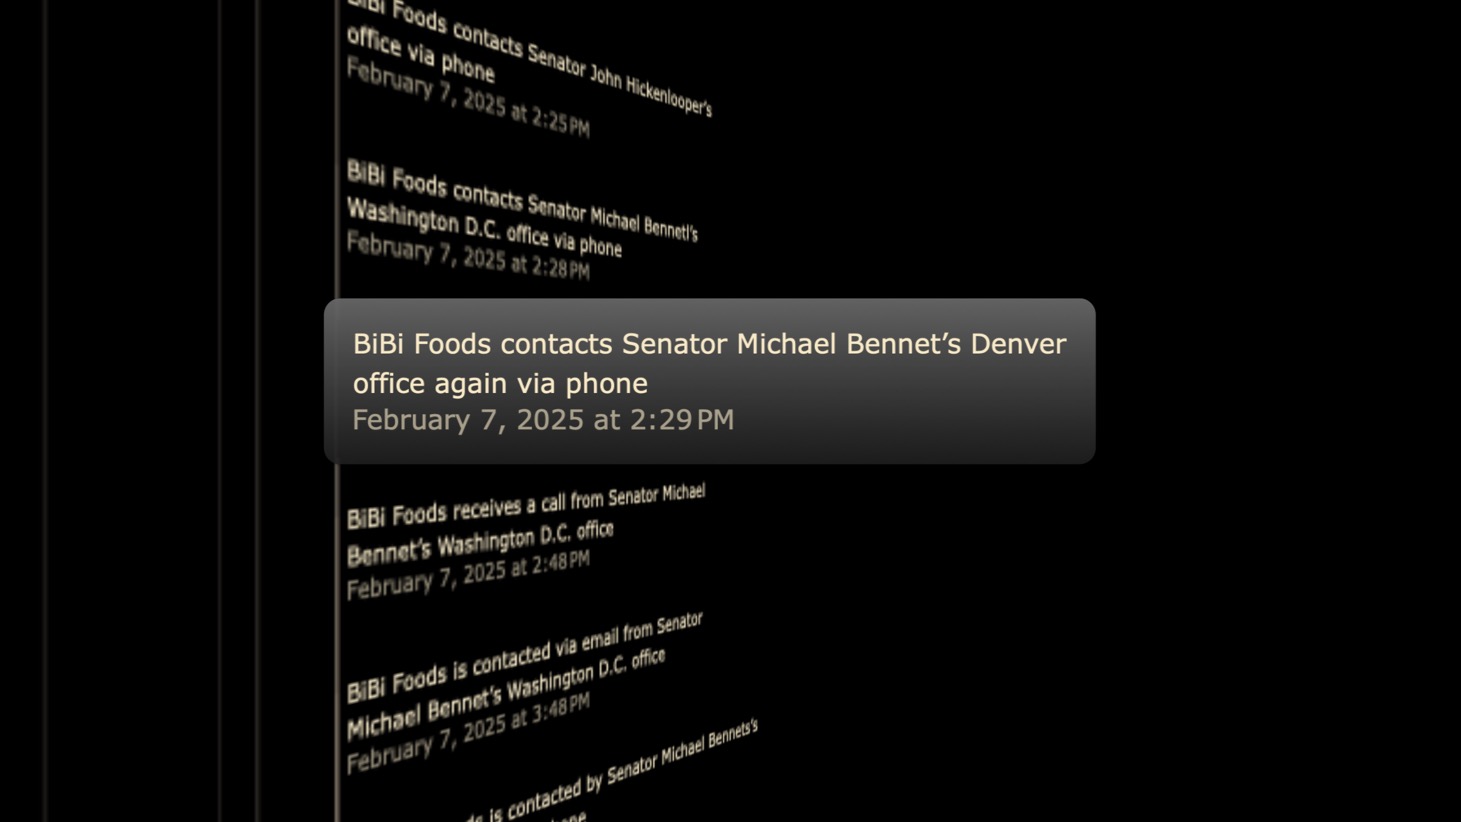 BiBi Foods contacts Senator John Hickenlooper's
office via phone
February 7, 2025 at 2:25 PM
BiBi Foods contacts Senator Michael Bennetl's
Washington D.C. office via phone
February 7, 2025 at 2:28 PM
BiBi Foods contacts Senator Michael Bennet’s Denver
office again via phone
February 7, 2025 at 2:29 PM
BiBi Foods receives a call from Senator Michael
Bennet’s Washington D.C. office
February 7, 2025 at 2:48 PM
BiBi Foods is contacted via email from Senator
Michael Bennet’s Washington D.C. office
February 7, 2025 at 3:48 PM
is contacted by Senator Michael Bennets’s